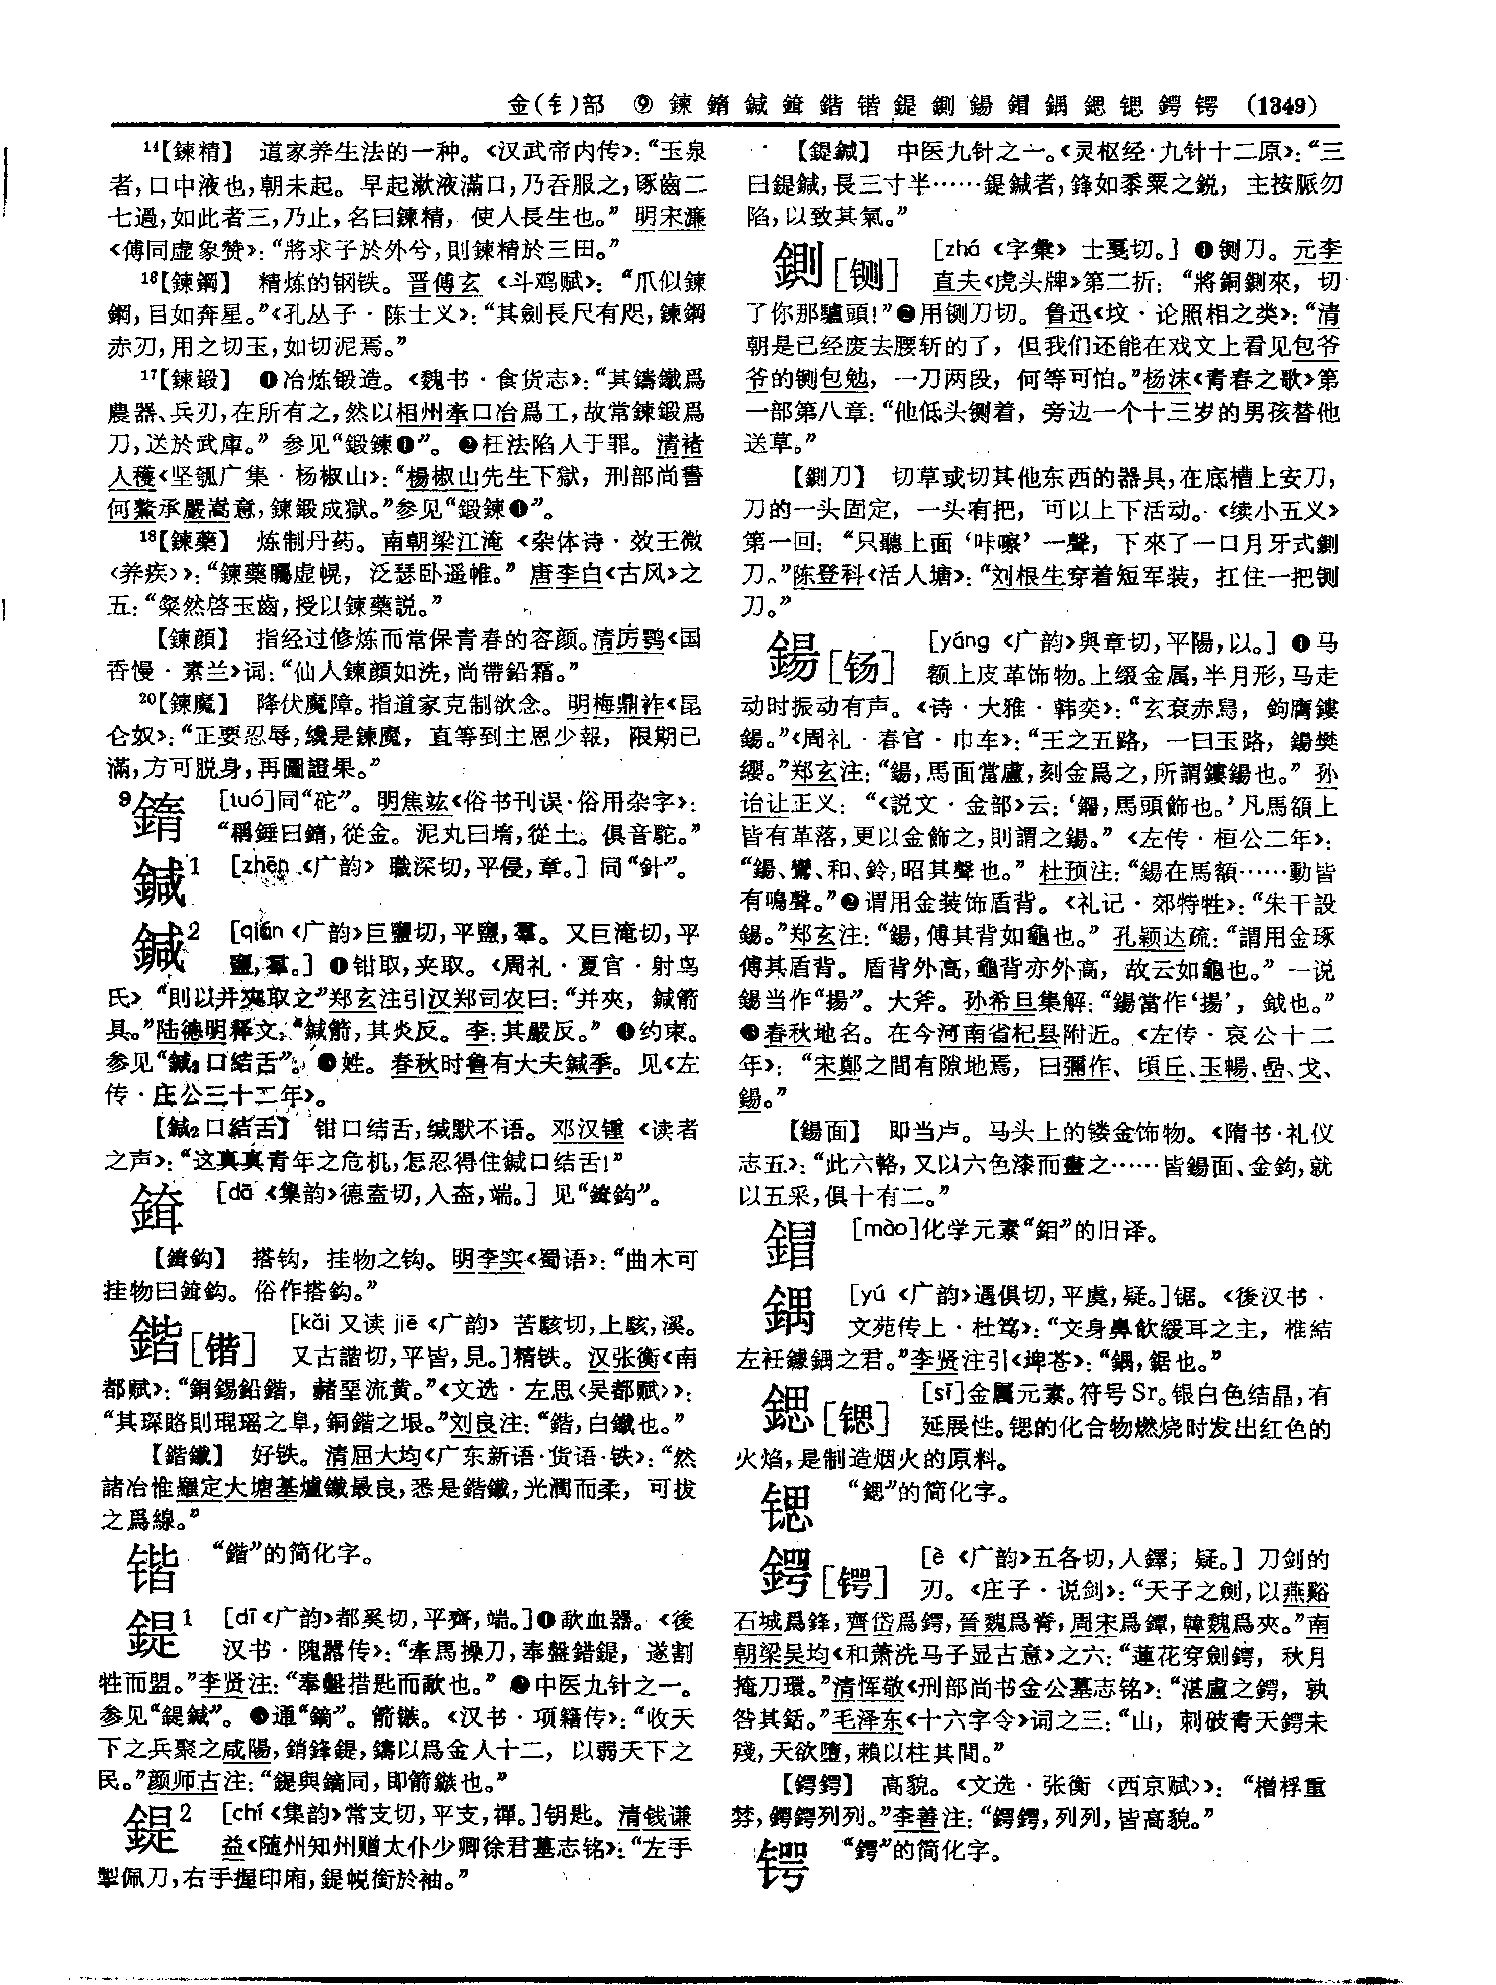 金(钅)部 ⑨ 鍊 鍺 鍼 鎝 鍇 锴 鍉 鍘 鍚 鍓 鍝 鍶 锶 鍔 锷 (1349)
¹⁴【鍊精】 道家养生法的一种。《汉武帝内传》：“玉泉
者，口中液也，朝未起。早起漱液滿口，乃吞服之，琢齒二
七過，如此者三，乃止，名曰鍊精，使人長生也。” 明宋濂
《傅同虚象赞》：“將求子於外兮，則鍊精於三田。”
¹⁶【鍊鋼】 精炼的钢铁。晋傅玄《斗鸡赋》：“爪似鍊
鋼，目如奔星。”《孔丛子·陈士义》：“其劍長尺有咫，鍊鋼
赤刃，用之切玉，如切泥焉。”
¹⁷【鍊鍛】 ❶冶炼锻造。《魏书·食货志》：“其鑄鐵爲
農器、兵刃，在所有之，然以相州牽口冶爲工，故常鍊鍛爲
刀，送於武庫。” 参见“鍛鍊❶”。 ❷枉法陷人于罪。清褚
人穫《坚瓠广集·杨椒山》：“楊椒山先生下獄，刑部尚書
何鰲承嚴嵩意，鍊鍛成獄。”参见“鍛鍊❶”。
¹⁸【鍊藥】 炼制丹药。南朝梁江淹《杂体诗·效王微
〈养疾〉》：“鍊藥矚虚幌，泛瑟卧遥帷。” 唐李白《古风》之
五：“粲然啓玉齒，授以鍊藥説。”
【鍊顔】 指经过修炼而常保青春的容颜。清厉鹗《国
香慢·素兰》词：“仙人鍊顔如洗，尚帶鉛霜。”
²⁰【鍊魔】 降伏魔障。指道家克制欲念。明梅鼎祚《昆
仑奴》：“正要忍辱，纔是鍊魔，直等到主恩少報，限期已
滿，方可脱身，再圖證果。”
⁹鍺 [tuó]同“砣”。明焦竑《俗书刊误·俗用杂字》：
“稱錘曰鍺，從金。泥丸曰堶，從土。俱音駝。”
鍼¹ [zhēn《广韵》職深切，平侵，章。]同“針”。
鍼² [qián《广韵》巨鹽切，平鹽，羣。又巨淹切，平
鹽，羣。]❶钳取，夹取。《周礼·夏官·射鸟
氏》“則以并夾取之”郑玄注引汉郑司农曰：“并夾，鍼箭
具。”陆德明释文：“鍼箭，其炎反。李：其嚴反。” ❷约束。
参见“鍼₂口結舌”。❸姓。春秋时鲁有大夫鍼季。见《左
传·庄公三十二年》。
【鍼₂口結舌】 钳口结舌，缄默不语。邓汉锺《读者
之声》：“这真真青年之危机，怎忍得住鍼口结舌！”
鎝 [dā《集韵》德盍切，入盍，端。]见“鎝鈎”。
【鎝鈎】 搭钩，挂物之钩。明李实《蜀语》：“曲木可
挂物曰鎝鈎。俗作搭鈎。”
鍇[锴] [kǎi 又读 jiē《广韵》苦駭切，上駭，溪。
又古諧切，平皆，見。]精铁。汉张衡《南
都赋》：“銅錫鉛鍇，赭堊流黄。”《文选·左思〈吴都赋〉》：
“其琛賂則琨瑶之阜，銅鍇之垠。”刘良注：“鍇，白鐵也。”
【鍇鐵】 好铁。清屈大均《广东新语·货语·铁》：“然
諸冶惟羅定大塘基爐鐵最良，悉是鍇鐵，光潤而柔，可拔
之爲線。”
锴 “鍇”的简化字。
鍉¹ [dī《广韵》都奚切，平齊，端。]❶歃血器。《後
汉书·隗嚣传》：“牽馬操刀，奉盤錯鍉，遂割
牲而盟。”李贤注：“奉盤措匙而歃也。” ❷中医九针之一。
参见“鍉鍼”。❸通“鏑”。箭镞。《汉书·项籍传》：“收天
下之兵聚之咸陽，銷鋒鍉，鑄以爲金人十二，以弱天下之
民。”颜师古注：“鍉與鏑同，即箭鏃也。”
鍉² [chí《集韵》常支切，平支，禪。]钥匙。清钱谦
益《随州知州赠太仆少卿徐君墓志铭》：“左手
掣佩刀，右手握印廂，鍉帨銜於袖。”
【鍉鍼】 中医九针之一。《灵枢经·九针十二原》：“三
曰鍉鍼，長三寸半……鍉鍼者，鋒如黍粟之鋭，主按脈勿
陷，以致其氣。”
鍘[铡] [zhá《字彙》士戛切。]❶铡刀。元李
直夫《虎头牌》第二折：“將銅鍘來，切
了你那驢頭！”❷用铡刀切。鲁迅《坟·论照相之类》：“清
朝是已经废去腰斩的了，但我们还能在戏文上看见包爷
爷的铡包勉，一刀两段，何等可怕。”杨沫《青春之歌》第
一部第八章：“他低头铡着，旁边一个十三岁的男孩替他
送草。”
【鍘刀】 切草或切其他东西的器具，在底槽上安刀，
刀的一头固定，一头有把，可以上下活动。《续小五义》
第一回：“只聽上面‘咔嚓’一聲，下來了一口月牙式鍘
刀。”陈登科《活人塘》：“刘根生穿着短军装，扛住一把铡
刀。”
鍚[钖] [yáng《广韵》與章切，平陽，以。]❶马
额上皮革饰物。上缀金属，半月形，马走
动时振动有声。《诗·大雅·韩奕》：“玄衮赤舄，鉤膺鏤
鍚。”《周礼·春官·巾车》：“王之五路，一曰玉路，鍚樊
纓。”郑玄注：“鍚，馬面當盧，刻金爲之，所謂鏤鍚也。” 孙
诒让正义：“《説文·金部》云：‘鐊，馬頭飾也。’凡馬額上
皆有革落，更以金飾之，則謂之鍚。”《左传·桓公二年》：
“鍚、鸞、和、鈴，昭其聲也。” 杜预注：“鍚在馬額……動皆
有鳴聲。”❷谓用金装饰盾背。《礼记·郊特牲》：“朱干設
鍚。”郑玄注：“鍚，傅其背如龜也。” 孔颖达疏：“謂用金琢
傅其盾背。盾背外高，龜背亦外高，故云如龜也。” 一说
鍚当作“揚”。大斧。孙希旦集解：“鍚當作‘揚’，鉞也。”
❸春秋地名。在今河南省杞县附近。《左传·哀公十二
年》：“宋鄭之間有隙地焉，曰彌作、頃丘、玉暢、嵒、戈、
鍚。”
【鍚面】 即当卢。马头上的镂金饰物。《隋书·礼仪
志五》：“此六輅，又以六色漆而畫之……皆鍚面、金鉤，就
以五采，俱十有二。”
[mào]化学元素“鉬”的旧译。
鍝 [yú《广韵》遇俱切，平虞，疑。]锯。《後汉书·
文苑传上·杜笃》：“文身鼻飲緩耳之主，椎結
左衽鐻鍝之君。”李贤注引《埤苍》：“鍝，鋸也。”
鍶[锶] [sī]金属元素。符号Sr。银白色结晶，有
延展性。锶的化合物燃烧时发出红色的
火焰，是制造烟火的原料。
锶 “鍶”的简化字。
鍔[锷] [è《广韵》五各切，入鐸，疑。]刀剑的
刃。《庄子·说剑》：“天子之劍，以燕谿
石城爲鋒，齊岱爲鍔，晉魏爲脊，周宋爲鐔，韓魏爲夾。”南
朝梁吴均《和萧洗马子显古意》之六：“蓮花穿劍鍔，秋月
掩刀環。”清恽敬《刑部尚书金公墓志铭》：“湛盧之鍔，孰
咎其銛。”毛泽东《十六字令》词之三：“山，刺破青天鍔未
殘，天欲墮，賴以柱其間。”
【鍔鍔】 高貌。《文选·张衡〈西京赋〉》：“橧桴重
棼，鍔鍔列列。”李善注：“鍔鍔，列列，皆高貌。”
锷 “鍔”的简化字。